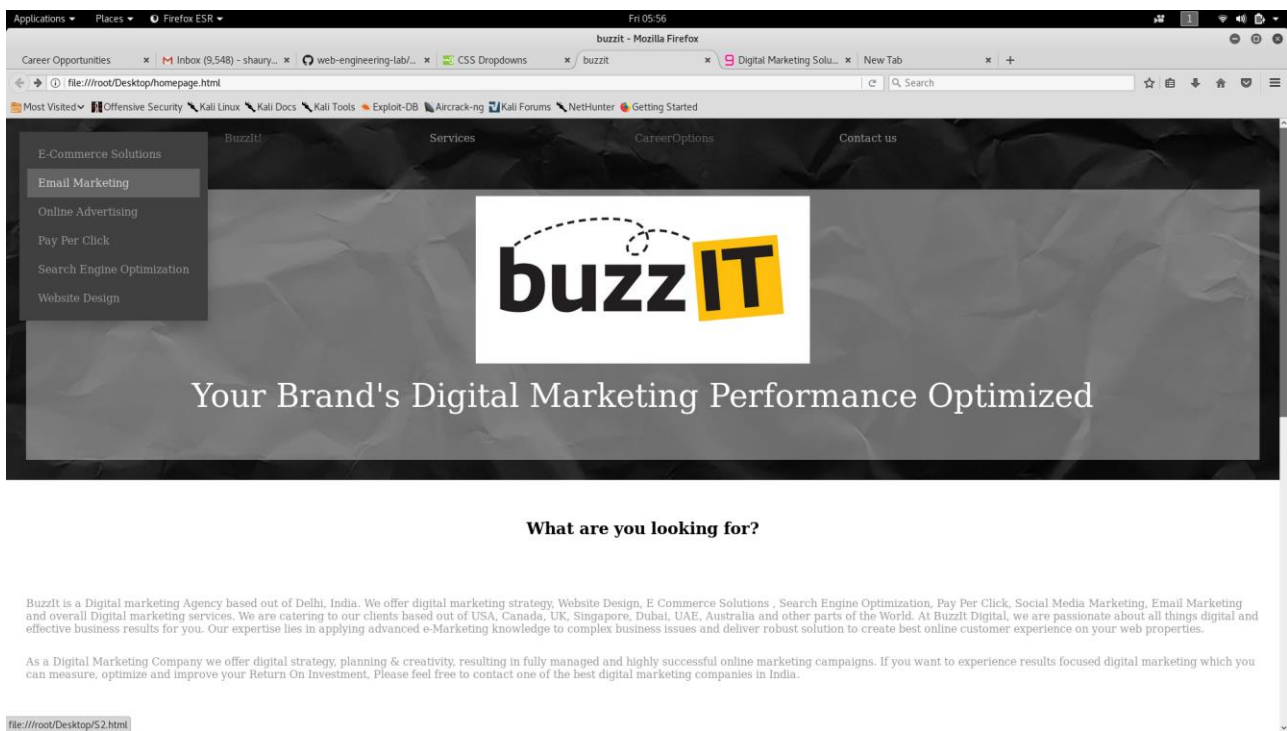 Applications Places Firefox ESR Fri 05:56 1
buzzit - Mozilla Firefox
Career Opportunities Inbox (9,548) - shaury... web-engineering-lab/... CSS Dropdowns buzzit Digital Marketing Solu... New Tab
file:///root/Desktop/homepage.html Search
Most Visited Offensive Security Kali Linux Kali Docs Kali Tools Exploit-DB Aircrack-ng Kali Forums NetHunter Getting Started
BuzzIt! Services CareerOptions Contact us
E-Commerce Solutions
Email Marketing
Online Advertising
Pay Per Click
Search Engine Optimization
Website Design
buzz IT
Your Brand's Digital Marketing Performance Optimized
What are you looking for?
BuzzIt is a Digital marketing Agency based out of Delhi, India. We offer digital marketing strategy, Website Design, E Commerce Solutions , Search Engine Optimization, Pay Per Click, Social Media Marketing, Email Marketing
and overall Digital marketing services. We are catering to our clients based out of USA, Canada, UK, Singapore, Dubai, UAE, Australia and other parts of the World. At BuzzIt Digital, we are passionate about all things digital and
effective business results for you. Our expertise lies in applying advanced e-Marketing knowledge to complex business issues and deliver robust solution to create best online customer experience on your web properties.
As a Digital Marketing Company we offer digital strategy, planning & creativity, resulting in fully managed and highly successful online marketing campaigns. If you want to experience results focused digital marketing which you
can measure, optimize and improve your Return On Investment, Please feel free to contact one of the best digital marketing companies in India.
file:///root/Desktop/S2.html